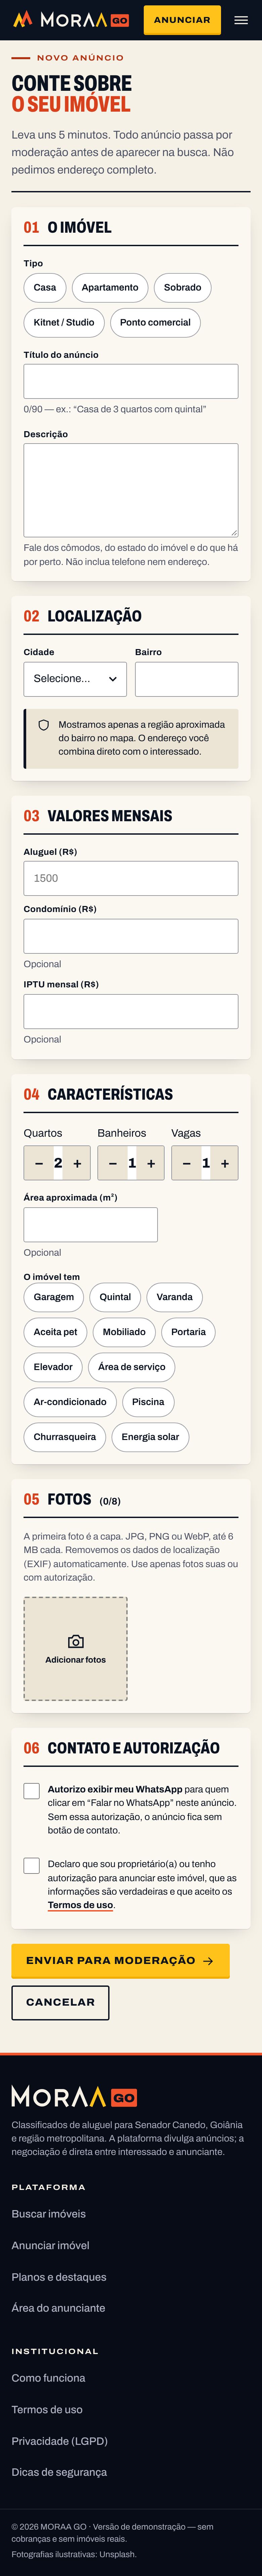 MORAA GO
ANUNCIAR
NOVO ANÚNCIO
CONTE SOBRE
O SEU IMÓVEL
Leva uns 5 minutos. Todo anúncio passa por
moderação antes de aparecer na busca. Não
pedimos endereço completo.
01 O IMÓVEL
Tipo
Casa Apartamento Sobrado
Kitnet / Studio Ponto comercial
Título do anúncio
0/90 — ex.: “Casa de 3 quartos com quintal”
Descrição
Fale dos cômodos, do estado do imóvel e do que há
por perto. Não inclua telefone nem endereço.
02 LOCALIZAÇÃO
Cidade Bairro
Selecione...
Mostramos apenas a região aproximada
do bairro no mapa. O endereço você
combina direto com o interessado.
03 VALORES MENSAIS
Aluguel (R$)
1500
Condomínio (R$)
Opcional
IPTU mensal (R$)
Opcional
04 CARACTERÍSTICAS
Quartos Banheiros Vagas
− 2 + − 1 + − 1 +
Área aproximada (m²)
Opcional
O imóvel tem
Garagem Quintal Varanda
Aceita pet Mobiliado Portaria
Elevador Área de serviço
Ar-condicionado Piscina
Churrasqueira Energia solar
05 FOTOS (0/8)
A primeira foto é a capa. JPG, PNG ou WebP, até 6
MB cada. Removemos os dados de localização
(EXIF) automaticamente. Use apenas fotos suas ou
com autorização.
Adicionar fotos
06 CONTATO E AUTORIZAÇÃO
Autorizo exibir meu WhatsApp para quem
clicar em “Falar no WhatsApp” neste anúncio.
Sem essa autorização, o anúncio fica sem
botão de contato.
Declaro que sou proprietário(a) ou tenho
autorização para anunciar este imóvel, que as
informações são verdadeiras e que aceito os
Termos de uso.
ENVIAR PARA MODERAÇÃO →
CANCELAR
MORAA GO
Classificados de aluguel para Senador Canedo, Goiânia
e região metropolitana. A plataforma divulga anúncios; a
negociação é direta entre interessado e anunciante.
PLATAFORMA
Buscar imóveis
Anunciar imóvel
Planos e destaques
Área do anunciante
INSTITUCIONAL
Como funciona
Termos de uso
Privacidade (LGPD)
Dicas de segurança
© 2026 MORAA GO · Versão de demonstração — sem
cobranças e sem imóveis reais.
Fotografias ilustrativas: Unsplash.